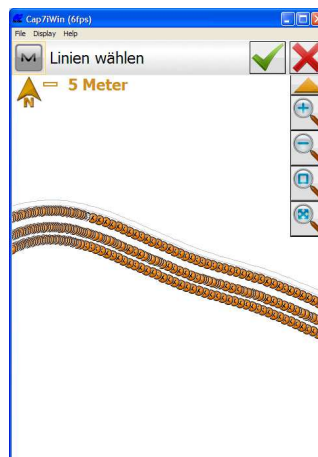 Cap7iWin (6fps)
File Display Help
Linien wählen
5 Meter
N